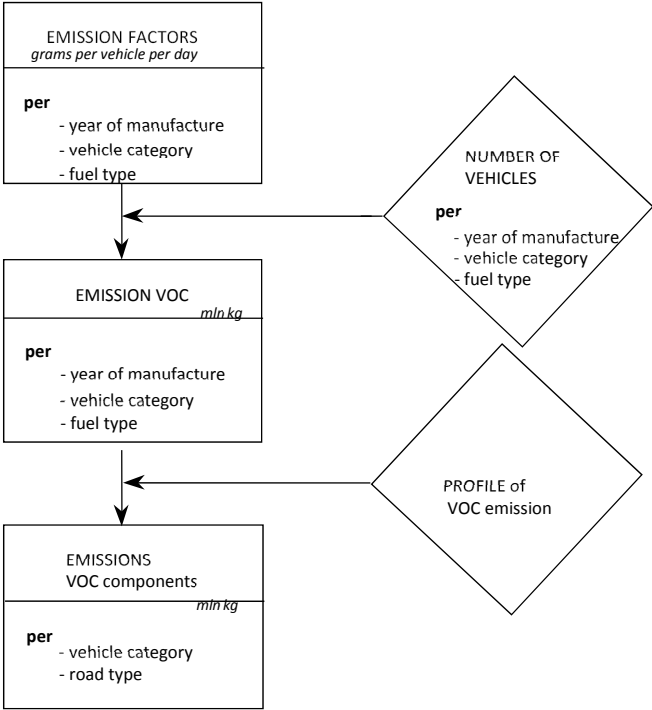 EMISSION FACTORS
grams per vehicle per day
per
- year of manufacture
- vehicle category
- fuel type
NUMBER OF
VEHICLES
per
- year of manufacture
- vehicle category
- fuel type
EMISSION VOC
mln kg
per
- year of manufacture
- vehicle category
- fuel type
PROFILE of
VOC emission
EMISSIONS
VOC components
mln kg
per
- vehicle category
- road type